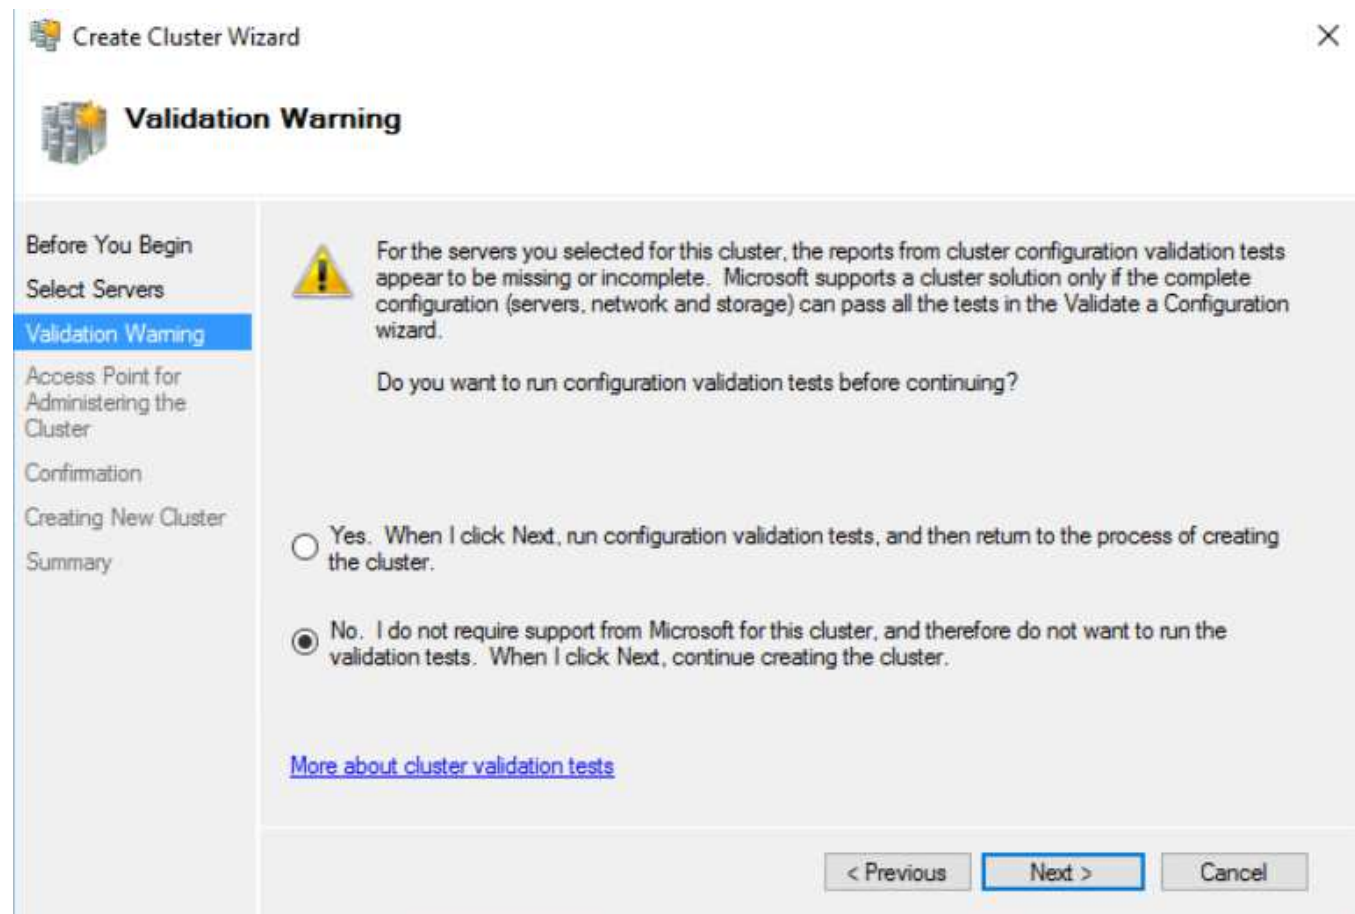 Create Cluster Wizard
Validation Warning
Before You Begin
Select Servers
Validation Warning
Access Point for
Administering the
Cluster
Confirmation
Creating New Cluster
Summary
For the servers you selected for this cluster, the reports from cluster configuration validation tests
appear to be missing or incomplete.  Microsoft supports a cluster solution only if the complete
configuration (servers, network and storage) can pass all the tests in the Validate a Configuration
wizard.
Do you want to run configuration validation tests before continuing?
Yes.  When I click Next, run configuration validation tests, and then return to the process of creating
the cluster.
No.  I do not require support from Microsoft for this cluster, and therefore do not want to run the
validation tests.  When I click Next, continue creating the cluster.
More about cluster validation tests
< Previous
Next >
Cancel